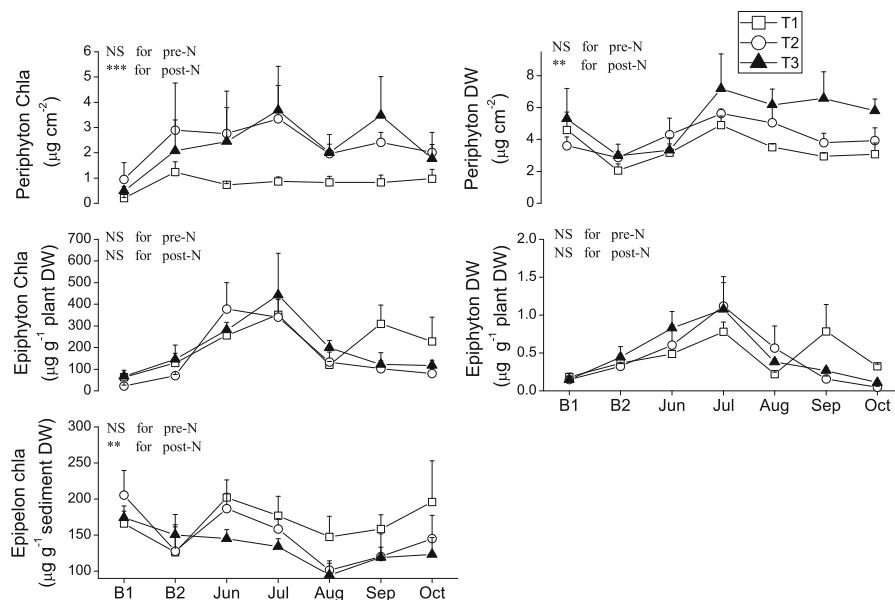 NS for pre-N
*** for post-N
Periphyton Chla
(µg cm⁻²)
6
5
4
3
2
1
0
T1
T2
T3
NS for pre-N
** for post-N
Periphyton DW
(µg cm⁻²)
8
6
4
2
0
NS for pre-N
NS for post-N
Epiphyton Chla
(µg g⁻¹ plant DW)
700
600
500
400
300
200
100
0
NS for pre-N
NS for post-N
Epiphyton DW
(µg g⁻¹ plant DW)
2.0
1.5
1.0
0.5
0.0
B1 B2 Jun Jul Aug Sep Oct
NS for pre-N
** for post-N
Epipelon chla
(µg g⁻¹ sediment DW)
300
250
200
150
100
B1 B2 Jun Jul Aug Sep Oct